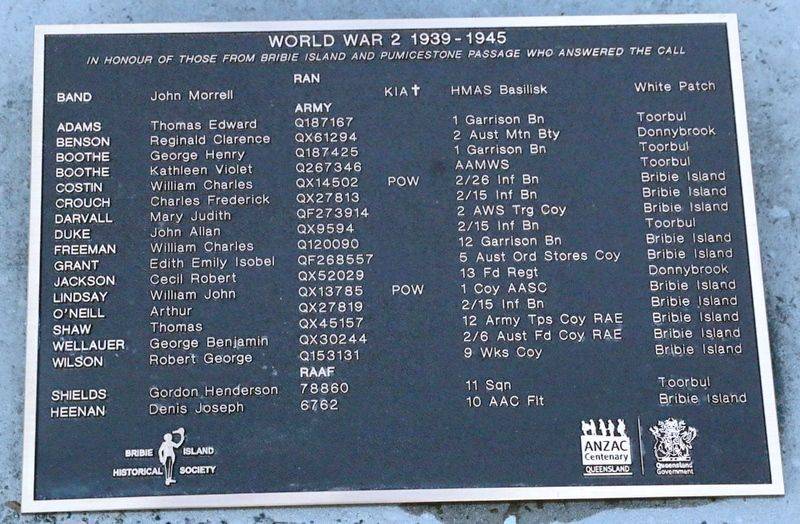 WORLD WAR 2 1939-1945
IN HONOUR OF THOSE FROM BRIBIE ISLAND AND PUMICESTONE PASSAGE WHO ANSWERED THE CALL
RAN
BAND John Morrell KIA✝ HMAS Basilisk White Patch
ARMY
ADAMS Thomas Edward Q187167 1 Garrison Bn Toorbul
BENSON Reginald Clarence QX61294 2 Aust Mtn Bty Donnybrook
BOOTHE George Henry Q187425 1 Garrison Bn Toorbul
BOOTHE Kathleen Violet Q267346 AAMWS Toorbul
COSTIN William Charles QX14502 POW 2/26 Inf Bn Bribie Island
CROUCH Charles Frederick QX27813 2/15 Inf Bn Bribie Island
DARVALL Mary Judith QF273914 2 AWS Trg Coy Bribie Island
DUKE John Allan QX9594 2/15 Inf Bn Toorbul
FREEMAN William Charles Q120090 12 Garrison Bn Bribie Island
GRANT Edith Emily Isobel QF268557 5 Aust Ord Stores Coy Bribie Island
JACKSON Cecil Robert QX52029 13 Fd Regt Donnybrook
LINDSAY William John QX13785 POW 1 Coy AASC Bribie Island
O'NEILL Arthur QX27819 2/15 Inf Bn Bribie Island
SHAW Thomas QX45157 12 Army Tps Coy RAE Bribie Island
WELLAUER George Benjamin QX30244 2/6 Aust Fd Coy RAE Bribie Island
WILSON Robert George Q153131 9 Wks Coy Bribie Island
RAAF
SHIELDS Gordon Henderson 78860 11 Sqn Toorbul
HEENAN Denis Joseph 6762 10 AAC Flt Bribie Island
BRIBIE ISLAND
HISTORICAL SOCIETY
ANZAC
Centenary
QUEENSLAND
Queensland
Government